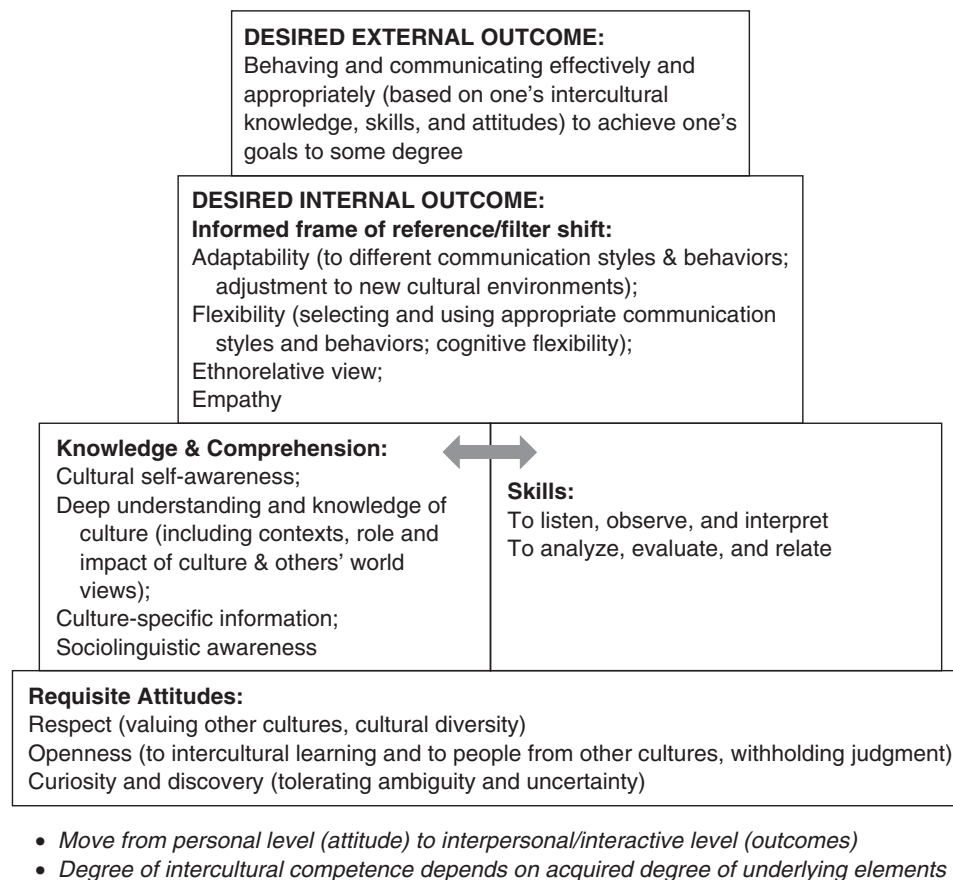 DESIRED EXTERNAL OUTCOME:
Behaving and communicating effectively and
appropriately (based on one's intercultural
knowledge, skills, and attitudes) to achieve one's
goals to some degree
DESIRED INTERNAL OUTCOME:
Informed frame of reference/filter shift:
Adaptability (to different communication styles & behaviors;
adjustment to new cultural environments);
Flexibility (selecting and using appropriate communication
styles and behaviors; cognitive flexibility);
Ethnorelative view;
Empathy
Knowledge & Comprehension:
Cultural self-awareness;
Deep understanding and knowledge of
culture (including contexts, role and
impact of culture & others' world
views);
Culture-specific information;
Sociolinguistic awareness
Skills:
To listen, observe, and interpret
To analyze, evaluate, and relate
Requisite Attitudes:
Respect (valuing other cultures, cultural diversity)
Openness (to intercultural learning and to people from other cultures, withholding judgment)
Curiosity and discovery (tolerating ambiguity and uncertainty)
• Move from personal level (attitude) to interpersonal/interactive level (outcomes)
• Degree of intercultural competence depends on acquired degree of underlying elements